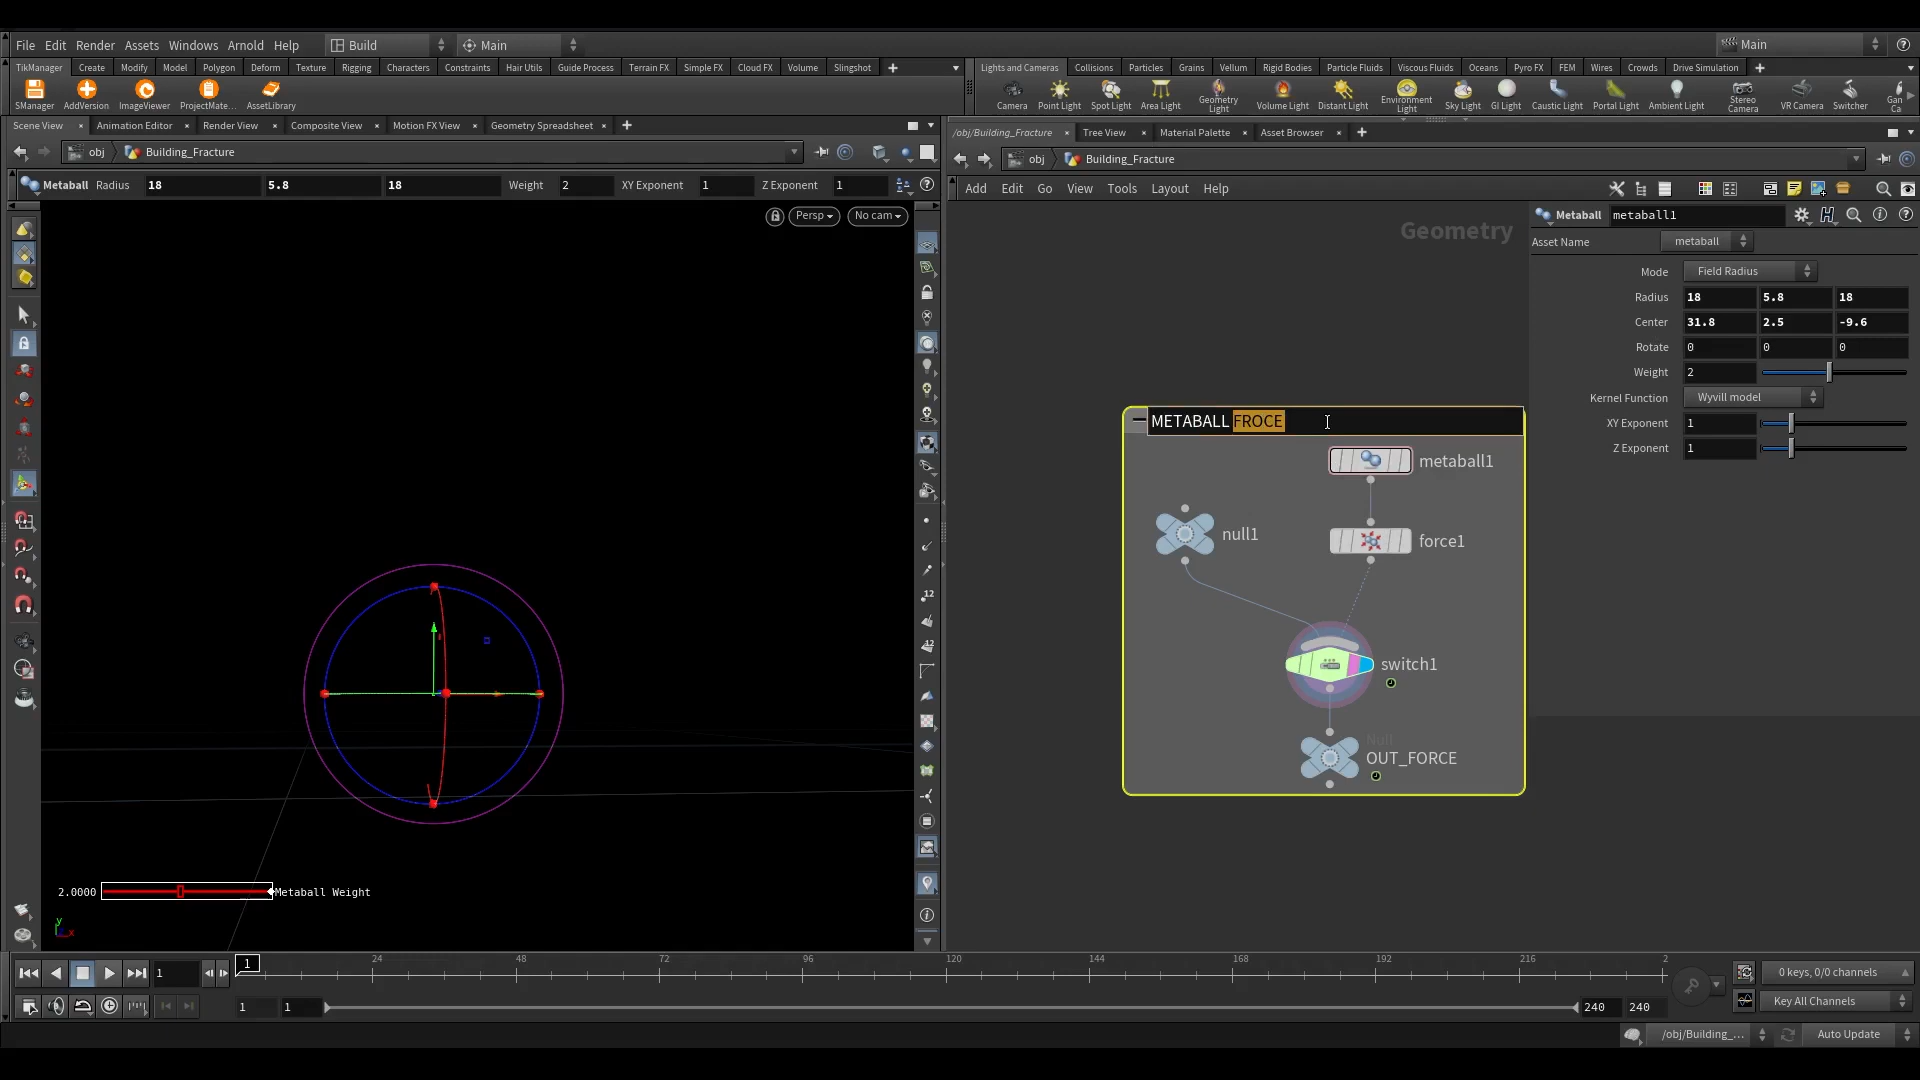 File Edit Render Assets Windows Arnold Help Build Main Main
TikManager Create Modify Model Polygon Deform Texture Rigging Characters Constraints Hair Utils Guide Process Terrain FX Simple FX Cloud FX Volume Slingshot
SManager AddVersion ImageViewer ProjectMate... AssetLibrary
Lights and Cameras Collisions Particles Grains Vellum Rigid Bodies Particle Fluids Viscous Fluids Oceans Pyro FX FEM Wires Crowds Drive Simulation
Camera Point Light Spot Light Area Light Geometry Light Volume Light Distant Light Environment Light Sky Light GI Light Caustic Light Portal Light Ambient Light Stereo Camera VR Camera Switcher Gan Ca
Scene View Animation Editor Render View Composite View Motion FX View Geometry Spreadsheet
/obj/Building_Fracture Tree View Material Palette Asset Browser
obj Building_Fracture
obj Building_Fracture
Metaball Radius 18 5.8 18 Weight 2 XY Exponent 1 Z Exponent 1
Add Edit Go View Tools Layout Help
Persp No cam
Geometry
Metaball metaball1
Asset Name metaball
Mode Field Radius
Radius 18 5.8 18
Center 31.8 2.5 -9.6
Rotate 0 0 0
Weight 2
Kernel Function Wyvill model
XY Exponent 1
Z Exponent 1
METABALL FROCE
metaball1
null1
force1
switch1
Null
OUT_FORCE
12
12
2.0000 Metaball Weight
y
x
1 1 24 48 72 96 120 144 168 192 216 2
0 keys, 0/0 channels
1 1 240 240
Key All Channels
/obj/Building_... Auto Update